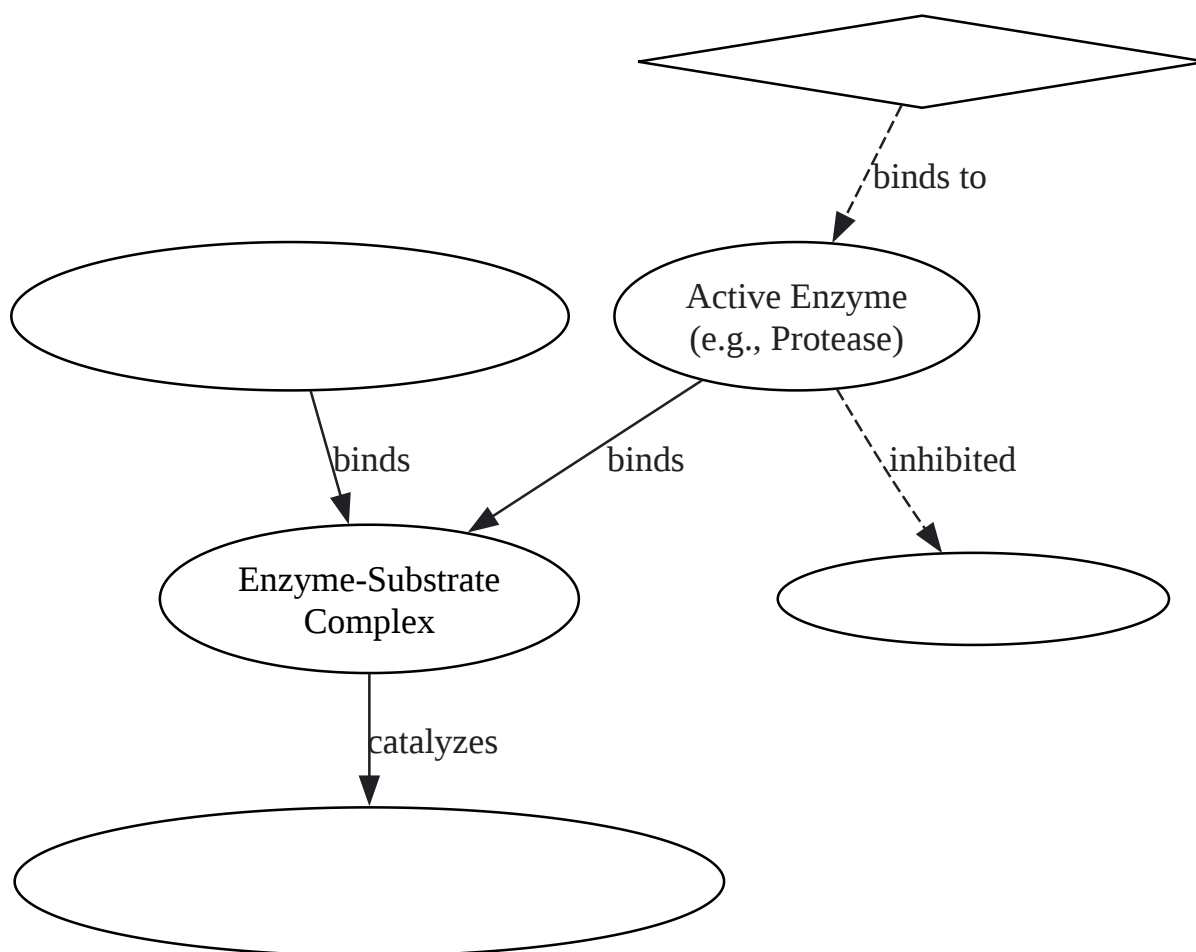 binds to
Active Enzyme
(e.g., Protease)
binds
binds
inhibited
Enzyme-Substrate
Complex
catalyzes